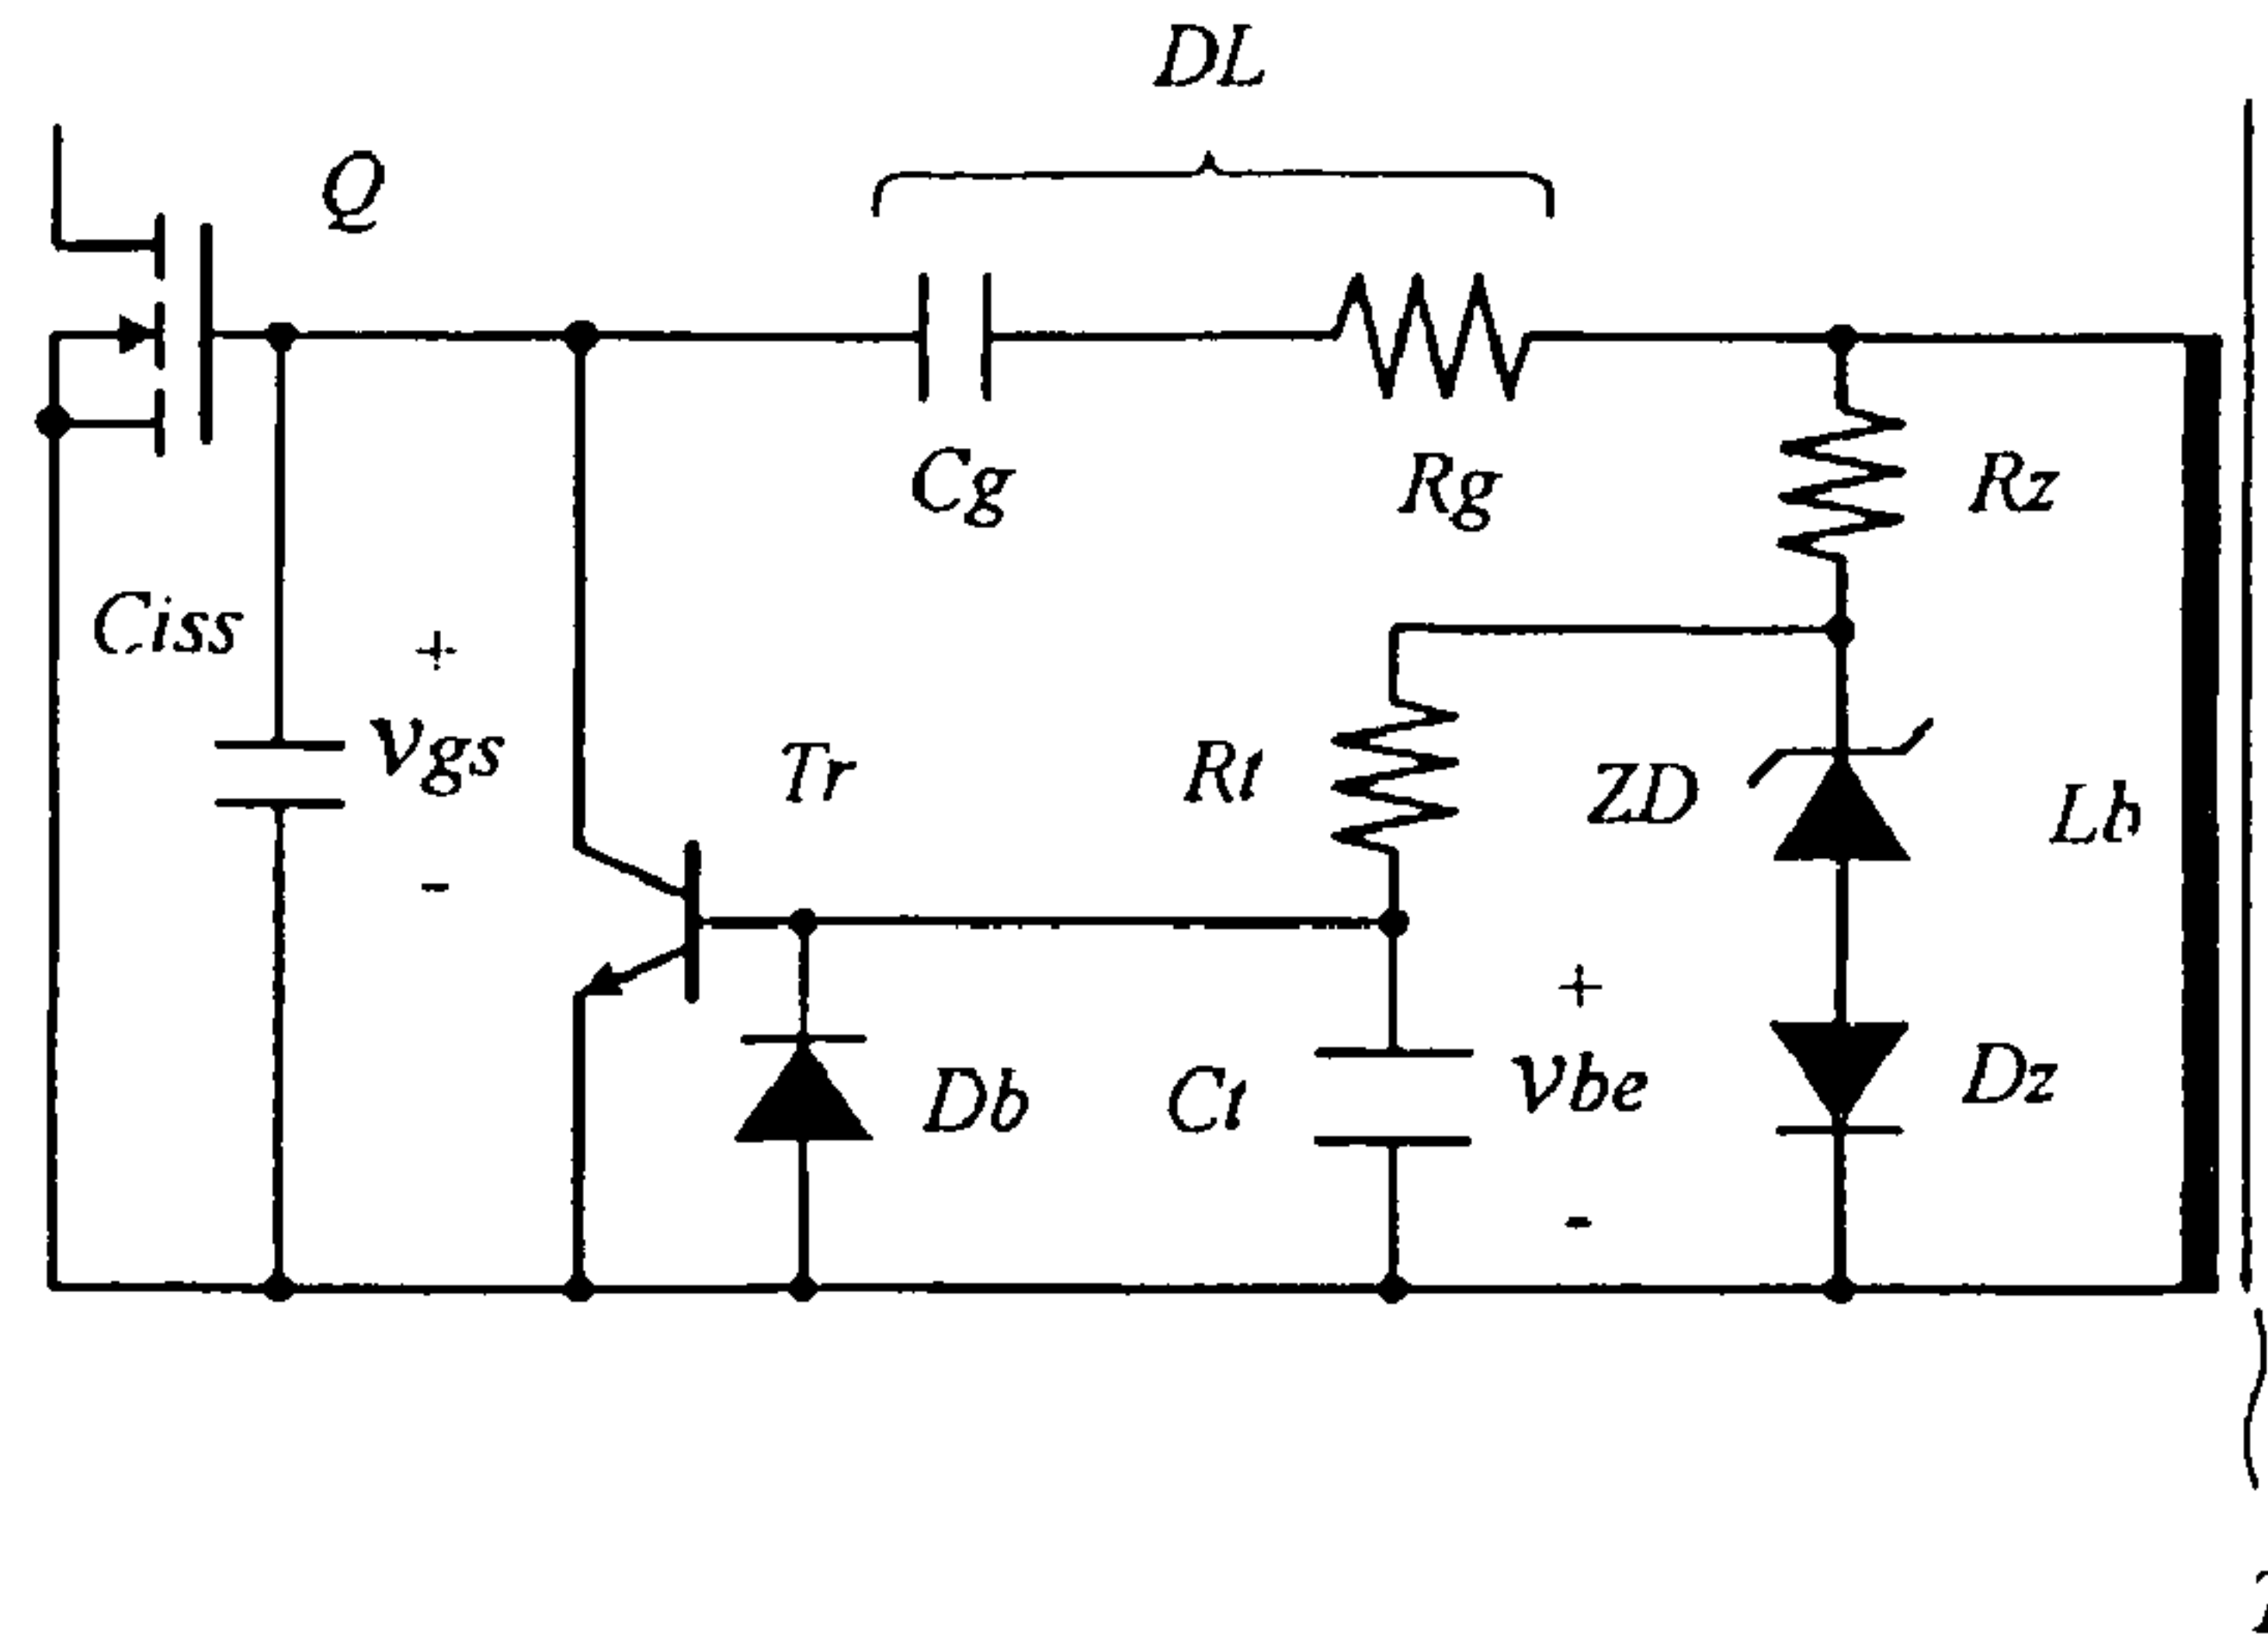 DL
Q
Cg
Rg
Rz
Ciss
+
vgs
-
Tr
Rt
ZD
Lb
Db
Ct
+
vbe
-
Dz